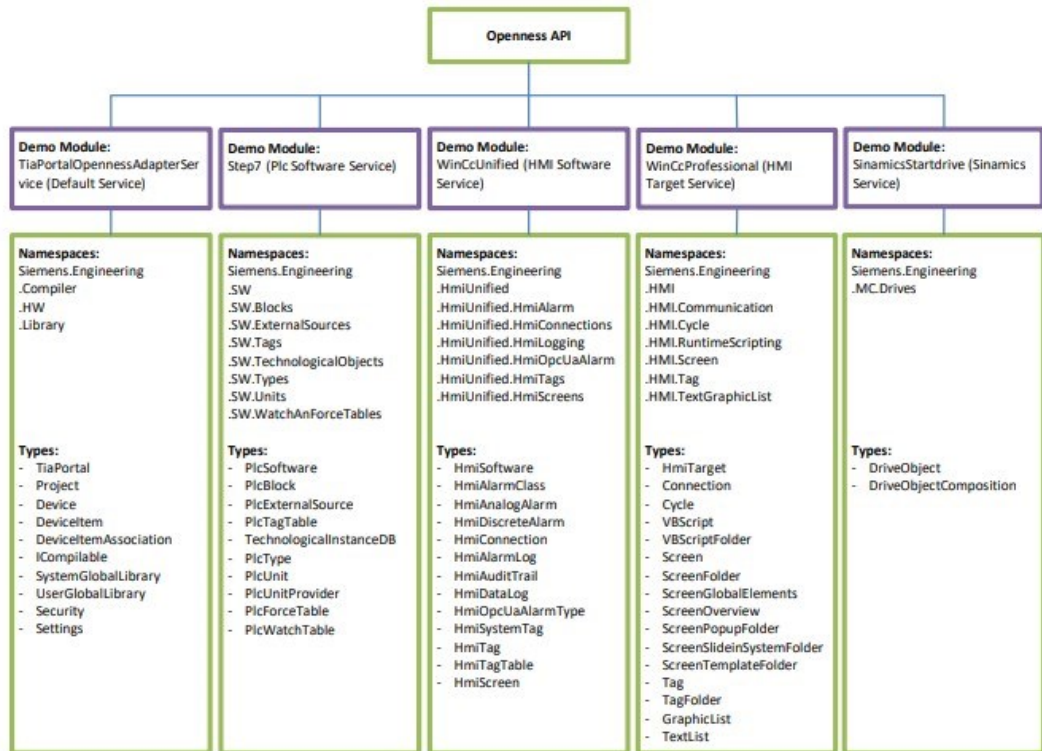 Openness API
Demo Module:
TiaPortalOpennessAdapterSer
vice (Default Service)
Demo Module:
Step7 (Plc Software Service)
Demo Module:
WinCcUnified (HMI Software
Service)
Demo Module:
WinCcProfessional (HMI
Target Service)
Demo Module:
SinamicsStartdrive (Sinamics
Service)
Namespaces:
Siemens.Engineering
.Compiler
.HW
.Library
Types:
- TiaPortal
- Project
- Device
- DeviceItem
- DeviceItemAssociation
- ICompilable
- SystemGlobalLibrary
- UserGlobalLibrary
- Security
- Settings
Namespaces:
Siemens.Engineering
.SW
.SW.Blocks
.SW.ExternalSources
.SW.Tags
.SW.TechnologicalObjects
.SW.Types
.SW.Units
.SW.WatchAnForceTables
Types:
- PlcSoftware
- PlcBlock
- PlcExternalSource
- PlcTagTable
- TechnologicalInstanceDB
- PlcType
- PlcUnit
- PlcUnitProvider
- PlcForceTable
- PlcWatchTable
Namespaces:
Siemens.Engineering
.HmiUnified
.HmiUnified.HmiAlarm
.HmiUnified.HmiConnections
.HmiUnified.HmiLogging
.HmiUnified.HmiOpcUaAlarm
.HmiUnified.HmiTags
.HmiUnified.HmiScreens
Types:
- HmiSoftware
- HmiAlarmClass
- HmiAnalogAlarm
- HmiDiscreteAlarm
- HmiConnection
- HmiAlarmLog
- HmiAuditTrail
- HmiDataLog
- HmiOpcUaAlarmType
- HmiSystemTag
- HmiTag
- HmiTagTable
- HmiScreen
Namespaces:
Siemens.Engineering
.HMI
.HMI.Communication
.HMI.Cycle
.HMI.RuntimeScripting
.HMI.Screen
.HMI.Tag
.HMI.TextGraphicList
Types:
- HmiTarget
- Connection
- Cycle
- VBScript
- VBScriptFolder
- Screen
- ScreenFolder
- ScreenGlobalElements
- ScreenOverview
- ScreenPopupFolder
- ScreenSlideinSystemFolder
- ScreenTemplateFolder
- Tag
- TagFolder
- GraphicList
- TextList
Namespaces:
Siemens.Engineering
.MC.Drives
Types:
- DriveObject
- DriveObjectComposition